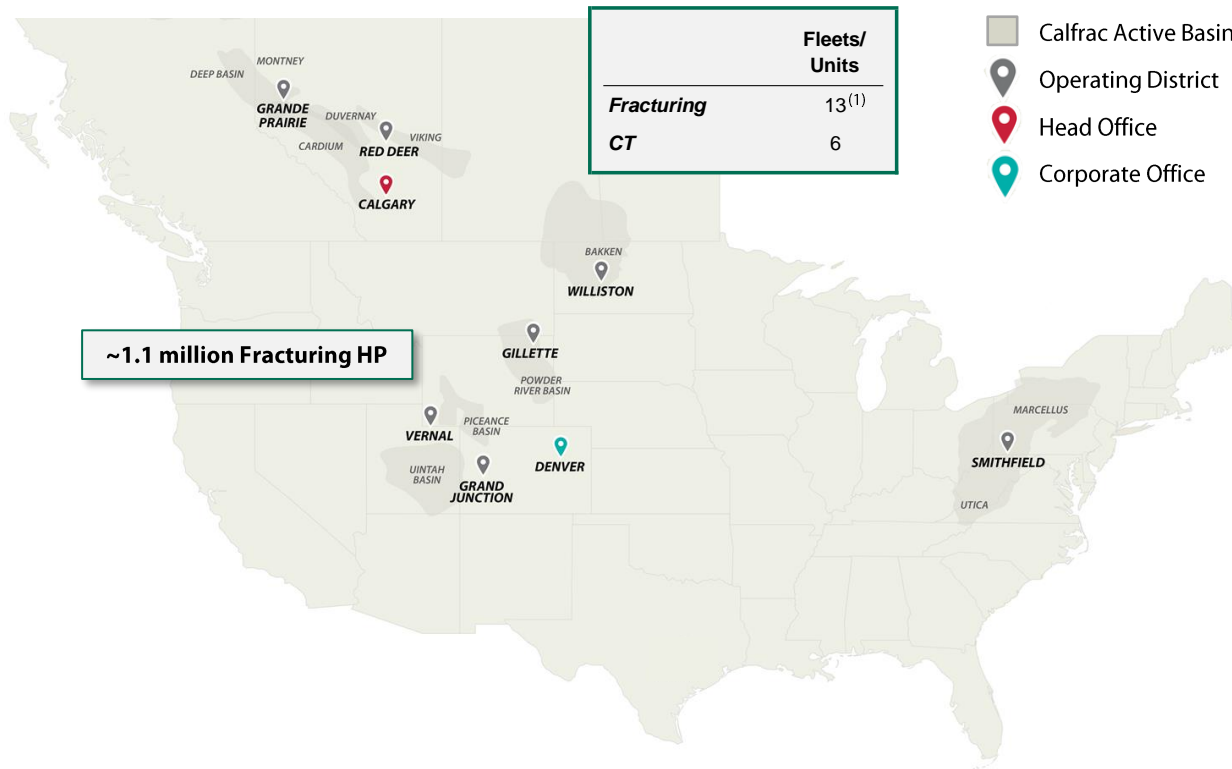 Fleets/
Units
Fracturing 13(1)
CT 6
Calfrac Active Basin
Operating District
Head Office
Corporate Office
MONTNEY
DEEP BASIN
GRANDE
PRAIRIE
DUVERNAY
VIKING
CARDIUM
RED DEER
CALGARY
BAKKEN
WILLISTON
~1.1 million Fracturing HP
GILLETTE
POWDER
RIVER BASIN
VERNAL
PICEANCE
BASIN
DENVER
UINTAH
BASIN
GRAND
JUNCTION
MARCELLUS
SMITHFIELD
UTICA